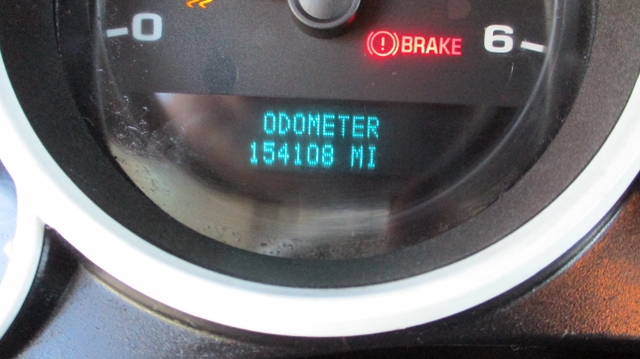 0
BRAKE 6
ODOMETER
154108 MI